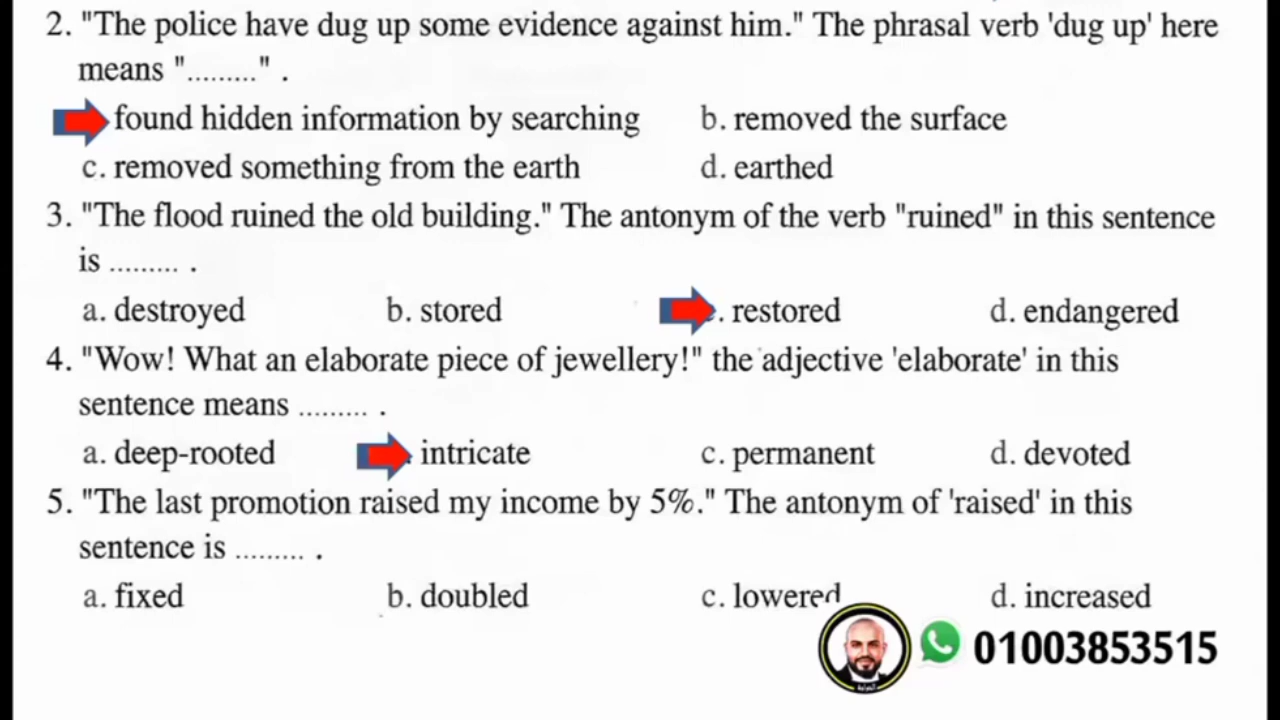 2. "The police have dug up some evidence against him." The phrasal verb 'dug up' here
means "........." .
found hidden information by searching b. removed the surface
c. removed something from the earth d. earthed
3. "The flood ruined the old building." The antonym of the verb "ruined" in this sentence
is ......... .
a. destroyed b. stored . restored d. endangered
4. "Wow! What an elaborate piece of jewellery!" the adjective 'elaborate' in this
sentence means ......... .
a. deep-rooted intricate c. permanent d. devoted
5. "The last promotion raised my income by 5%." The antonym of 'raised' in this
sentence is ......... .
a. fixed b. doubled c. lowered d. increased
01003853515